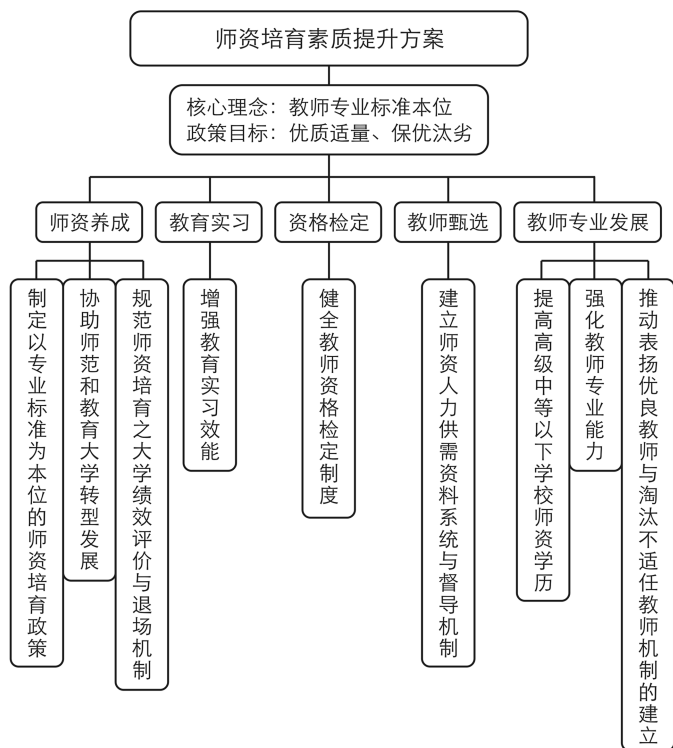 师资培育素质提升方案
核心理念：教师专业标准本位
政策目标：优质适量、保优汰劣
师资养成
教育实习
资格检定
教师甄选
教师专业发展
制定以专业标准为本位的师资培育政策
协助师范和教育大学转型发展
规范师资培育之大学绩效评价与退场机制
增强教育实习效能
健全教师资格检定制度
建立师资人力供需资料系统与督导机制
提高高级中等以下学校师资学历
强化教师专业能力
推动表扬优良教师与淘汰不适任教师机制的建立